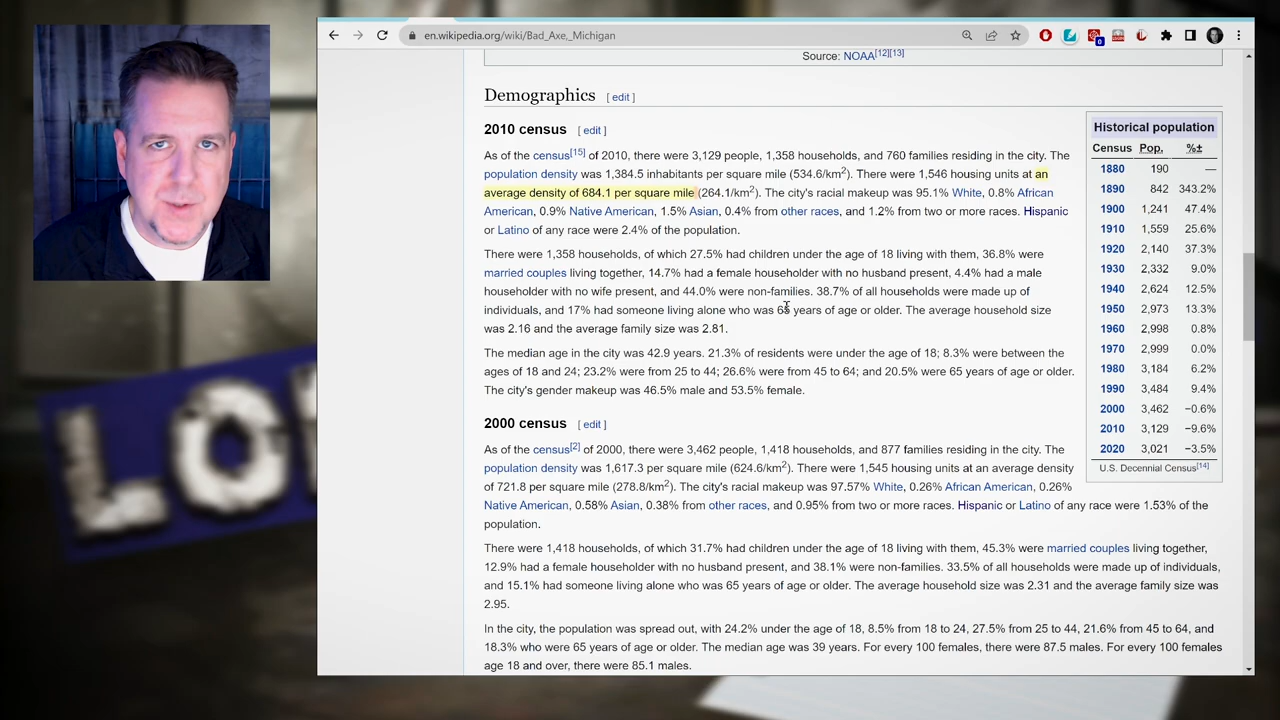 en.wikipedia.org/wiki/Bad_Axe,_Michigan
0
Source: NOAA[12][13]
Demographics [ edit ]
2010 census [ edit ]
As of the census[15] of 2010, there were 3,129 people, 1,358 households, and 760 families residing in the city. The
population density was 1,384.5 inhabitants per square mile (534.6/km2). There were 1,546 housing units at an
average density of 684.1 per square mile (264.1/km2). The city's racial makeup was 95.1% White, 0.8% African
American, 0.9% Native American, 1.5% Asian, 0.4% from other races, and 1.2% from two or more races. Hispanic
or Latino of any race were 2.4% of the population.
There were 1,358 households, of which 27.5% had children under the age of 18 living with them, 36.8% were
married couples living together, 14.7% had a female householder with no husband present, 4.4% had a male
householder with no wife present, and 44.0% were non-families. 38.7% of all households were made up of
individuals, and 17% had someone living alone who was 65 years of age or older. The average household size
was 2.16 and the average family size was 2.81.
The median age in the city was 42.9 years. 21.3% of residents were under the age of 18; 8.3% were between the
ages of 18 and 24; 23.2% were from 25 to 44; 26.6% were from 45 to 64; and 20.5% were 65 years of age or older.
The city's gender makeup was 46.5% male and 53.5% female.
Historical population
Census Pop. %±
1880 190 —
1890 842 343.2%
1900 1,241 47.4%
1910 1,559 25.6%
1920 2,140 37.3%
1930 2,332 9.0%
1940 2,624 12.5%
1950 2,973 13.3%
1960 2,998 0.8%
1970 2,999 0.0%
1980 3,184 6.2%
1990 3,484 9.4%
2000 3,462 −0.6%
2010 3,129 −9.6%
2020 3,021 −3.5%
U.S. Decennial Census[14]
2000 census [ edit ]
As of the census[2] of 2000, there were 3,462 people, 1,418 households, and 877 families residing in the city. The
population density was 1,617.3 per square mile (624.6/km2). There were 1,545 housing units at an average density
of 721.8 per square mile (278.8/km2). The city's racial makeup was 97.57% White, 0.26% African American, 0.26%
Native American, 0.58% Asian, 0.38% from other races, and 0.95% from two or more races. Hispanic or Latino of any race were 1.53% of the
population.
There were 1,418 households, of which 31.7% had children under the age of 18 living with them, 45.3% were married couples living together,
12.9% had a female householder with no husband present, and 38.1% were non-families. 33.5% of all households were made up of individuals,
and 15.1% had someone living alone who was 65 years of age or older. The average household size was 2.31 and the average family size was
2.95.
In the city, the population was spread out, with 24.2% under the age of 18, 8.5% from 18 to 24, 27.5% from 25 to 44, 21.6% from 45 to 64, and
18.3% who were 65 years of age or older. The median age was 39 years. For every 100 females, there were 87.5 males. For every 100 females
age 18 and over, there were 85.1 males.